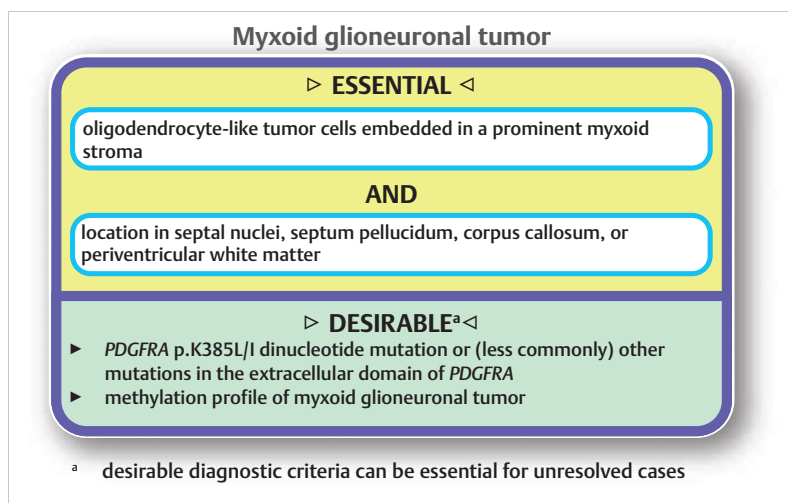 Myxoid glioneuronal tumor
▷ ESSENTIAL ◁
oligodendrocyte-like tumor cells embedded in a prominent myxoid
stroma
AND
location in septal nuclei, septum pellucidum, corpus callosum, or
periventricular white matter
▷ DESIRABLEᵃ ◁
► PDGFRA p.K385L/I dinucleotide mutation or (less commonly) other
mutations in the extracellular domain of PDGFRA
► methylation profile of myxoid glioneuronal tumor
ᵃ desirable diagnostic criteria can be essential for unresolved cases